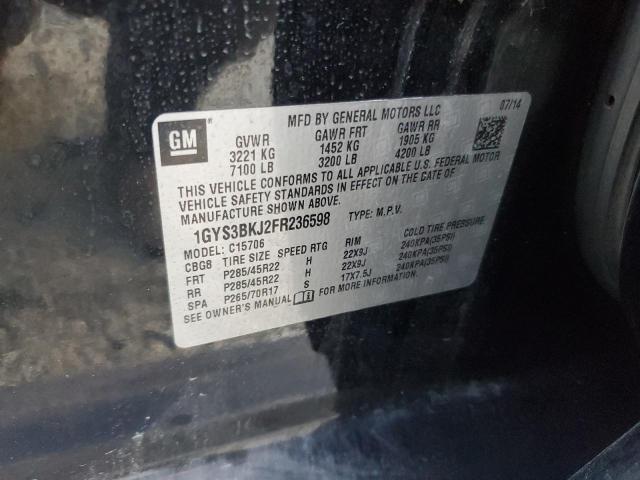 GM
MFD BY GENERAL MOTORS LLC 07/14
GVWR GAWR FRT GAWR RR
3221 KG 1452 KG 1905 KG
7100 LB 3200 LB 4200 LB
THIS VEHICLE CONFORMS TO ALL APPLICABLE U.S. FEDERAL MOTOR
VEHICLE SAFETY STANDARDS IN EFFECT ON THE DATE OF
MANUFACTURE SHOWN ABOVE.
1GYS3BKJ2FR236598 TYPE: M.P.V.
MODEL: C15706
CBG8 TIRE SIZE SPEED RTG RIM COLD TIRE PRESSURE
FRT P285/45R22 H 22X9J 240KPA(35PSI)
RR P285/45R22 H 22X9J 240KPA(35PSI)
SPA P265/70R17 S 17X7.5J 240KPA(35PSI)
SEE OWNER'S MANUAL FOR MORE INFORMATION.